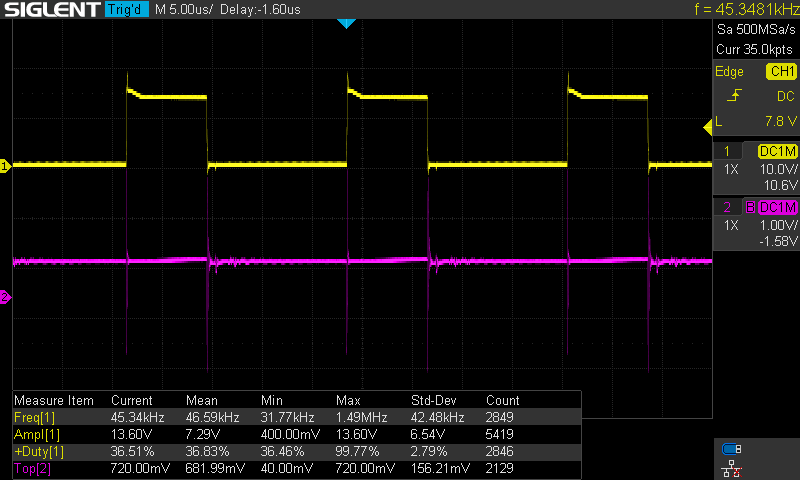 SIGLENT Trig'd M 5.00us/ Delay:-1.60us f = 45.3481kHz
Sa 500MSa/s
Curr 35.0kpts
Edge CH1
DC
L 7.8 V
1 DC1M
1X 10.0V/
10.6V
2 B DC1M
1X 1.00V/
-1.58V
1
2
Measure Item Current Mean Min Max Std-Dev Count
Freq[1] 45.34kHz 46.59kHz 31.77kHz 1.49MHz 42.48kHz 2849
Ampl[1] 13.60V 7.29V 400.00mV 13.60V 6.54V 5419
+Duty[1] 36.51% 36.83% 36.46% 99.77% 2.79% 2846
Top[2] 720.00mV 681.99mV 40.00mV 720.00mV 156.21mV 2129